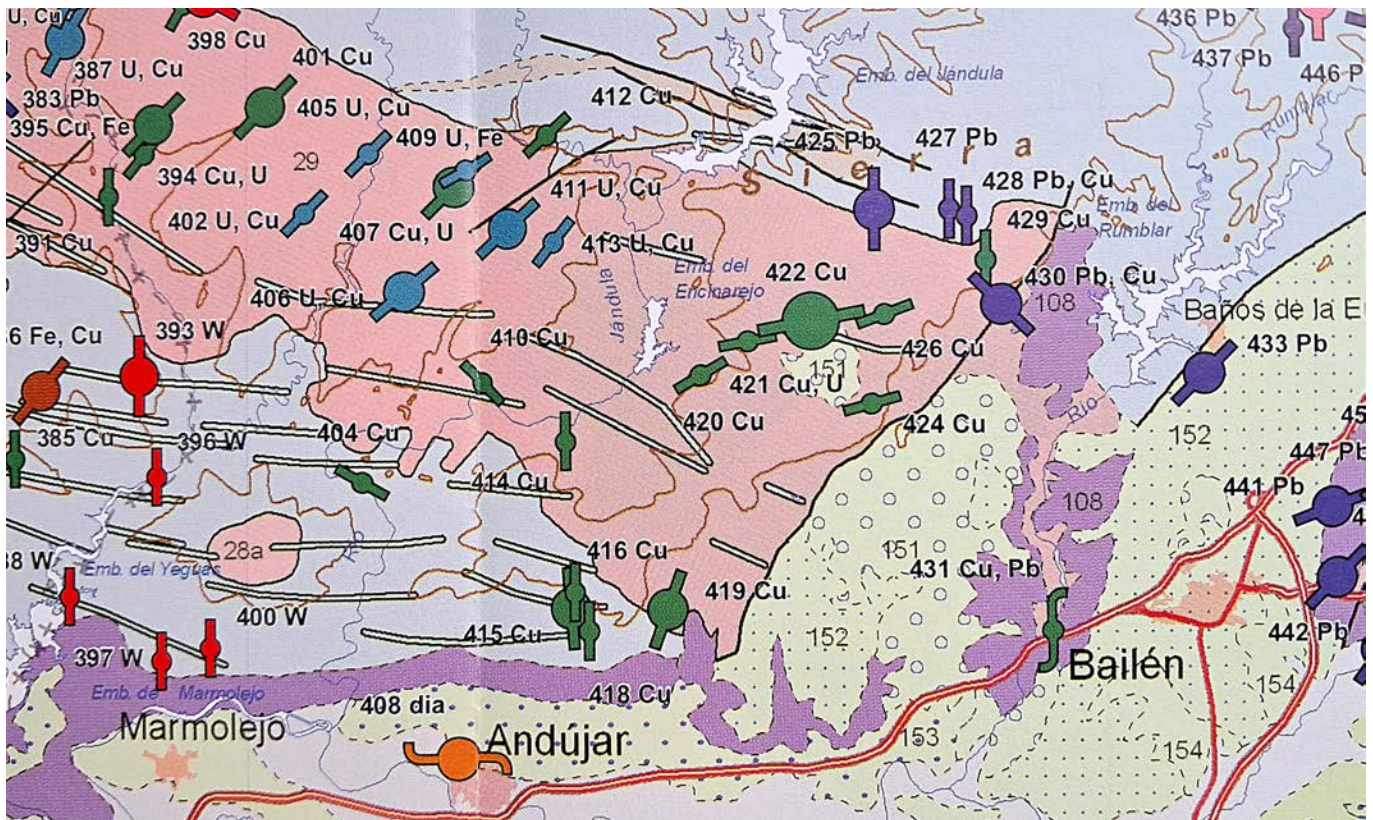 U, Cu
398 Cu
436 Pb
437 Pb
446 P
387 U, Cu
401 Cu
Emb. del Jándula
383 Pb
405 U, Cu
412 Cu
Rumblar
395 Cu, Fe
409 U, Fe
425 Pb
427 Pb
S i e r r a
29
394 Cu, U
411 U, Cu
428 Pb, Cu
402 U, Cu
407 Cu, U
429 Cu
Emb. del
Rumblar
391 Cu
413 U, Cu
Emb. del
Encinarejo
422 Cu
430 Pb, Cu
Jándula
406 U, Cu
108
Baños de la E
6 Fe, Cu
393 W
410 Cu
426 Cu
433 Pb
151
421 Cu, U
Río
385 Cu
396 W
404 Cu
420 Cu
424 Cu
152
447 Pb
414 Cu
441 Pb
108
28a
Río
416 Cu
151
38 W
Emb. del Yeguas
431 Cu, Pb
419 Cu
400 W
415 Cu
152
442 Pb
397 W
Bailén
Emb. de Marmolejo
408 dia
418 Cu
154
Marmolejo
Andújar
153
154